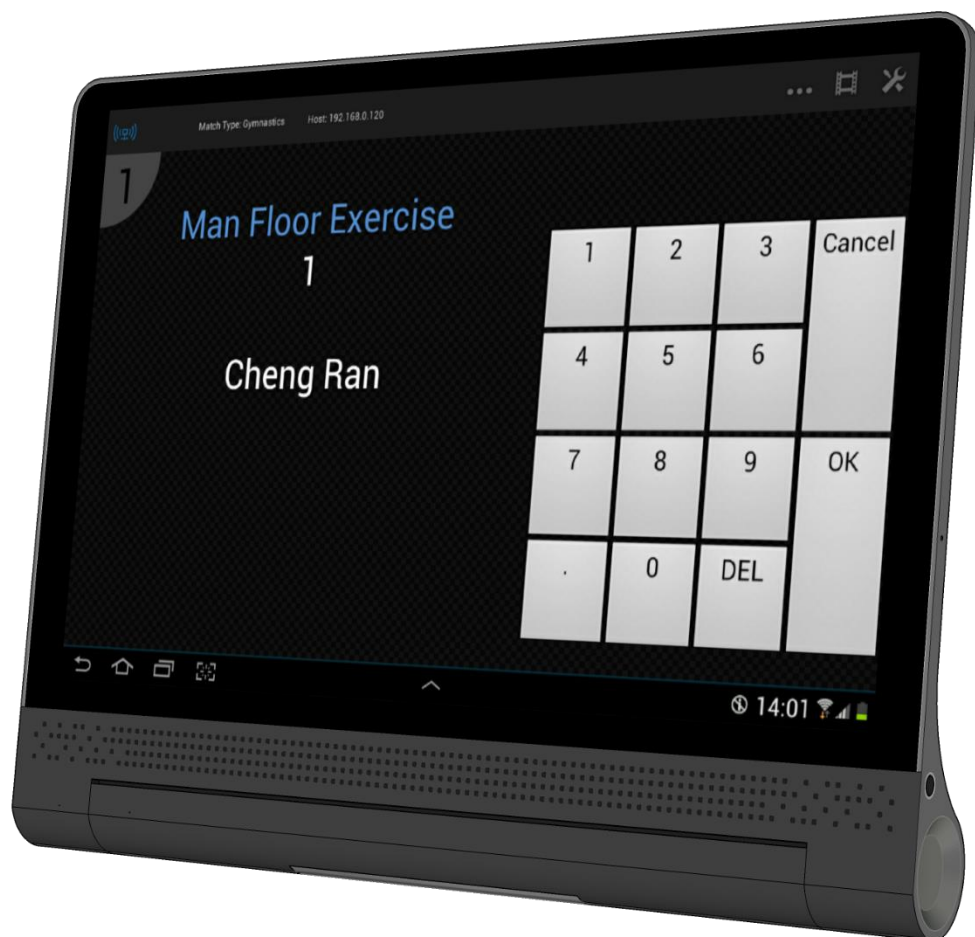 Match Type: Gymnastics Host: 192.168.0.120
1
Man Floor Exercise
1
Cheng Ran
1 2 3 Cancel
4 5 6
7 8 9 OK
. 0 DEL
14:01